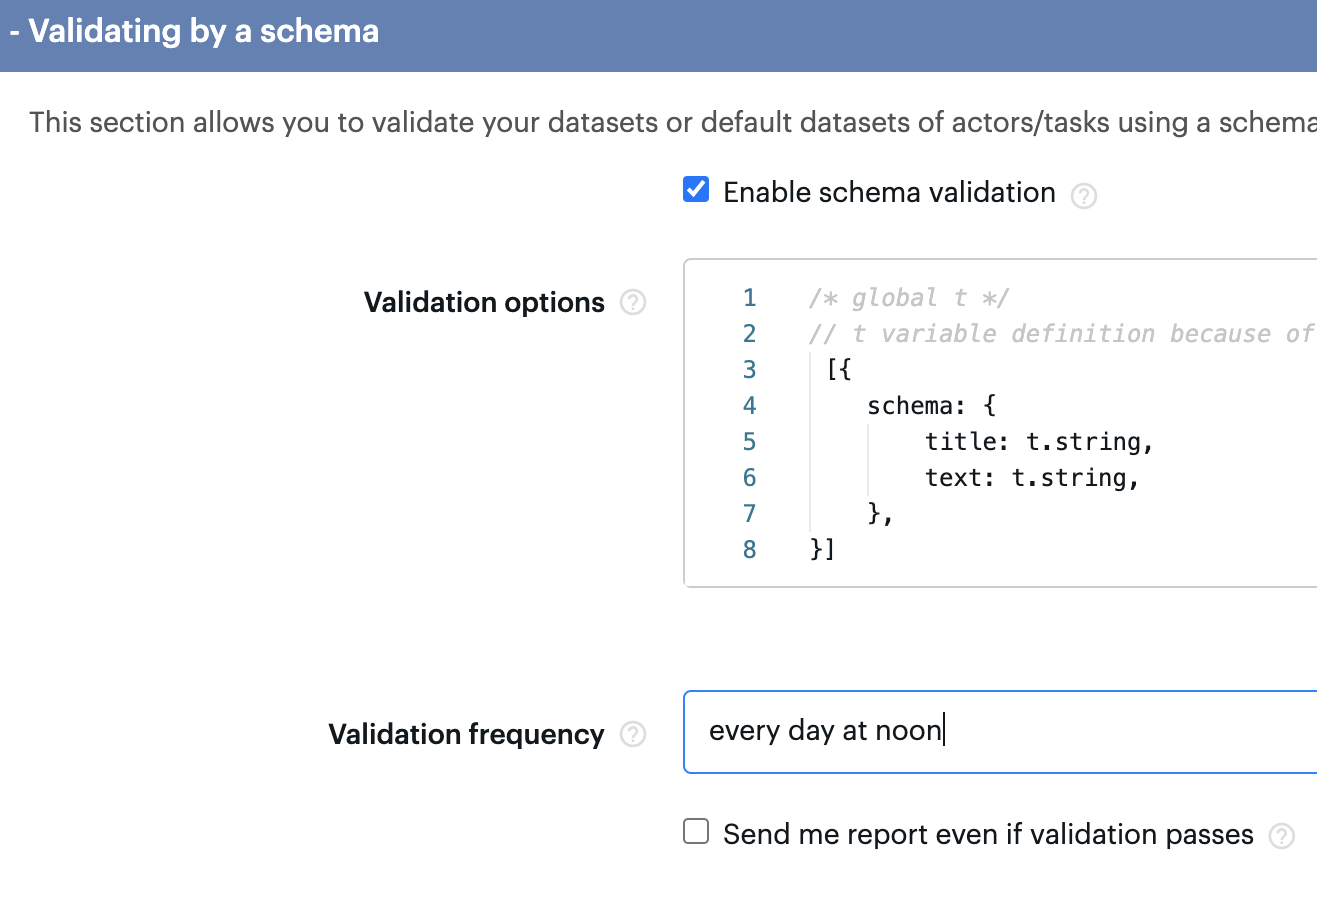 - Validating by a schema
This section allows you to validate your datasets or default datasets of actors/tasks using a schema
Enable schema validation ?
Validation options ?
1 /* global t */
2 // t variable definition because of
3 [{
4 schema: {
5 title: t.string,
6 text: t.string,
7 },
8 }]
Validation frequency ?
every day at noon
Send me report even if validation passes ?